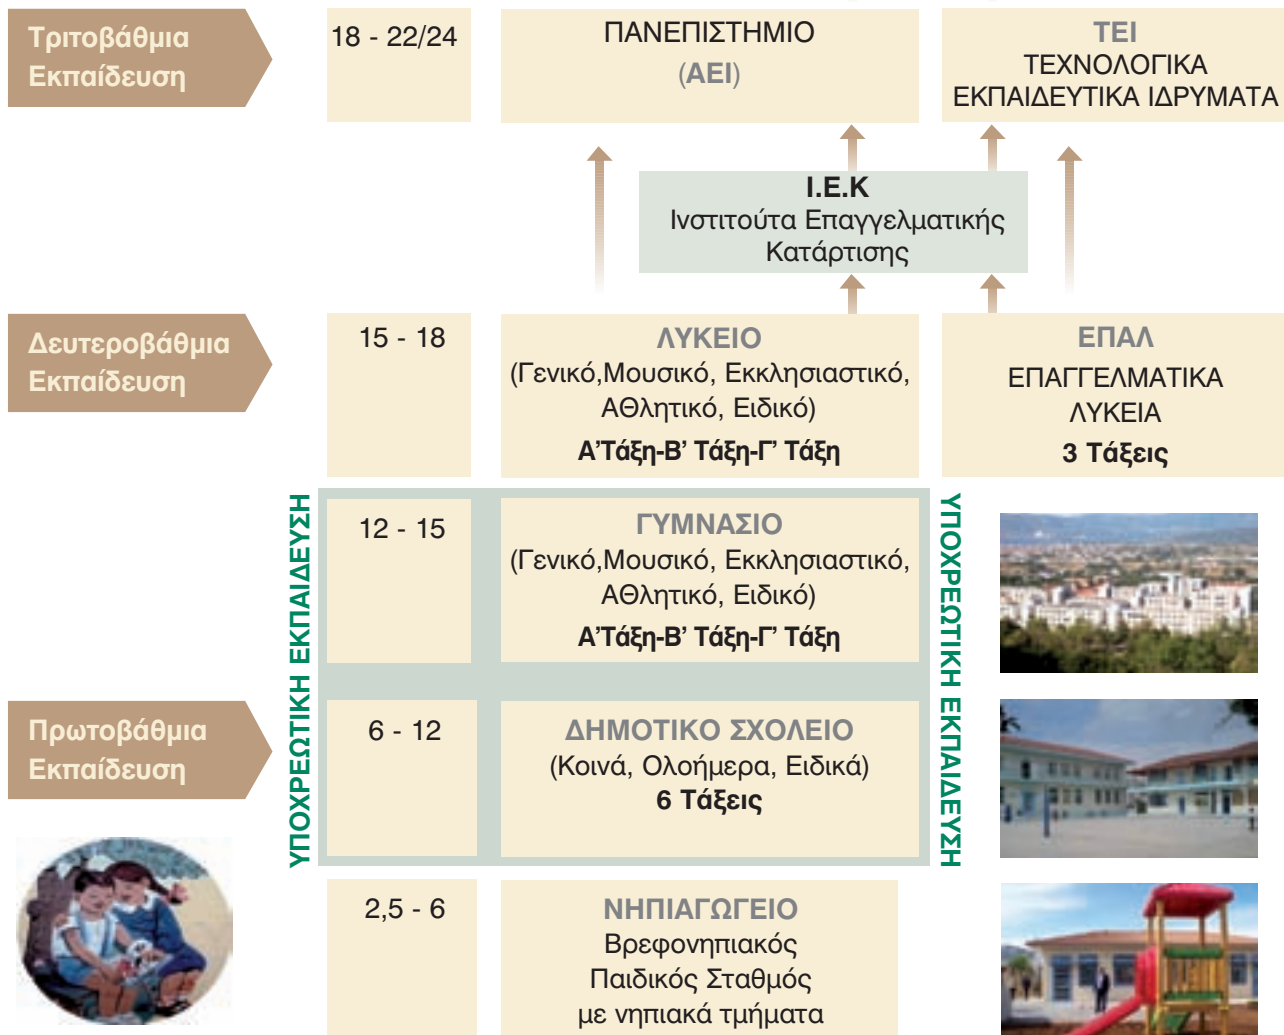 Τριτοβάθμια
Εκπαίδευση
18 - 22/24
ΠΑΝΕΠΙΣΤΗΜΙΟ
(ΑΕΙ)
ΤΕΙ
ΤΕΧΝΟΛΟΓΙΚΑ
ΕΚΠΑΙΔΕΥΤΙΚΑ ΙΔΡΥΜΑΤΑ
Ι.Ε.Κ
Ινστιτούτα Επαγγελματικής
Κατάρτισης
Δευτεροβάθμια
Εκπαίδευση
15 - 18
ΛΥΚΕΙΟ
(Γενικό,Μουσικό, Εκκλησιαστικό,
ΑΘλητικό, Ειδικό)
Α'Τάξη-Β' Τάξη-Γ' Τάξη
ΕΠΑΛ
ΕΠΑΓΓΕΛΜΑΤΙΚΑ
ΛΥΚΕΙΑ
3 Τάξεις
ΥΠΟΧΡΕΩΤΙΚΗ ΕΚΠΑΙΔΕΥΣΗ
12 - 15
ΓΥΜΝΑΣΙΟ
(Γενικό,Μουσικό, Εκκλησιαστικό,
ΑΘλητικό, Ειδικό)
Α'Τάξη-Β' Τάξη-Γ' Τάξη
ΥΠΟΧΡΕΩΤΙΚΗ ΕΚΠΑΙΔΕΥΣΗ
Πρωτοβάθμια
Εκπαίδευση
6 - 12
ΔΗΜΟΤΙΚΟ ΣΧΟΛΕΙΟ
(Κοινά, Ολοήμερα, Ειδικά)
6 Τάξεις
2,5 - 6
ΝΗΠΙΑΓΩΓΕΙΟ
Βρεφονηπιακός
Παιδικός Σταθμός
με νηπιακά τμήματα